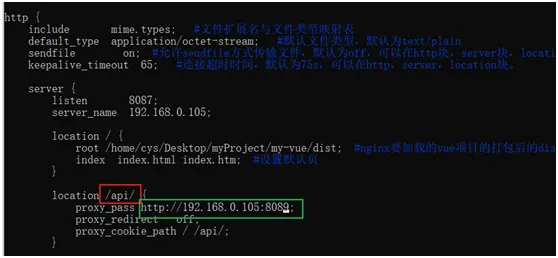 http {
include mime.types; #文件扩展名与文件类型映射表
default_type application/octet-stream; #默认文件类型，默认为text/plain
sendfile on; #允许sendfile方式传输文件，默认为off，可以在http块，server块，locati
keepalive_timeout 65; #连接超时时间，默认为75s，可以在http，server，location块。
server {
listen 8087;
server_name 192.168.0.105;
location / {
root /home/cys/Desktop/myProject/my-vue/dist; #nginx要加载的vue项目的打包后的dis
index index.html index.htm; #设置默认页
}
location /api/ {
proxy_pass http://192.168.0.105:8089;
proxy_redirect off;
proxy_cookie_path / /api/;
}